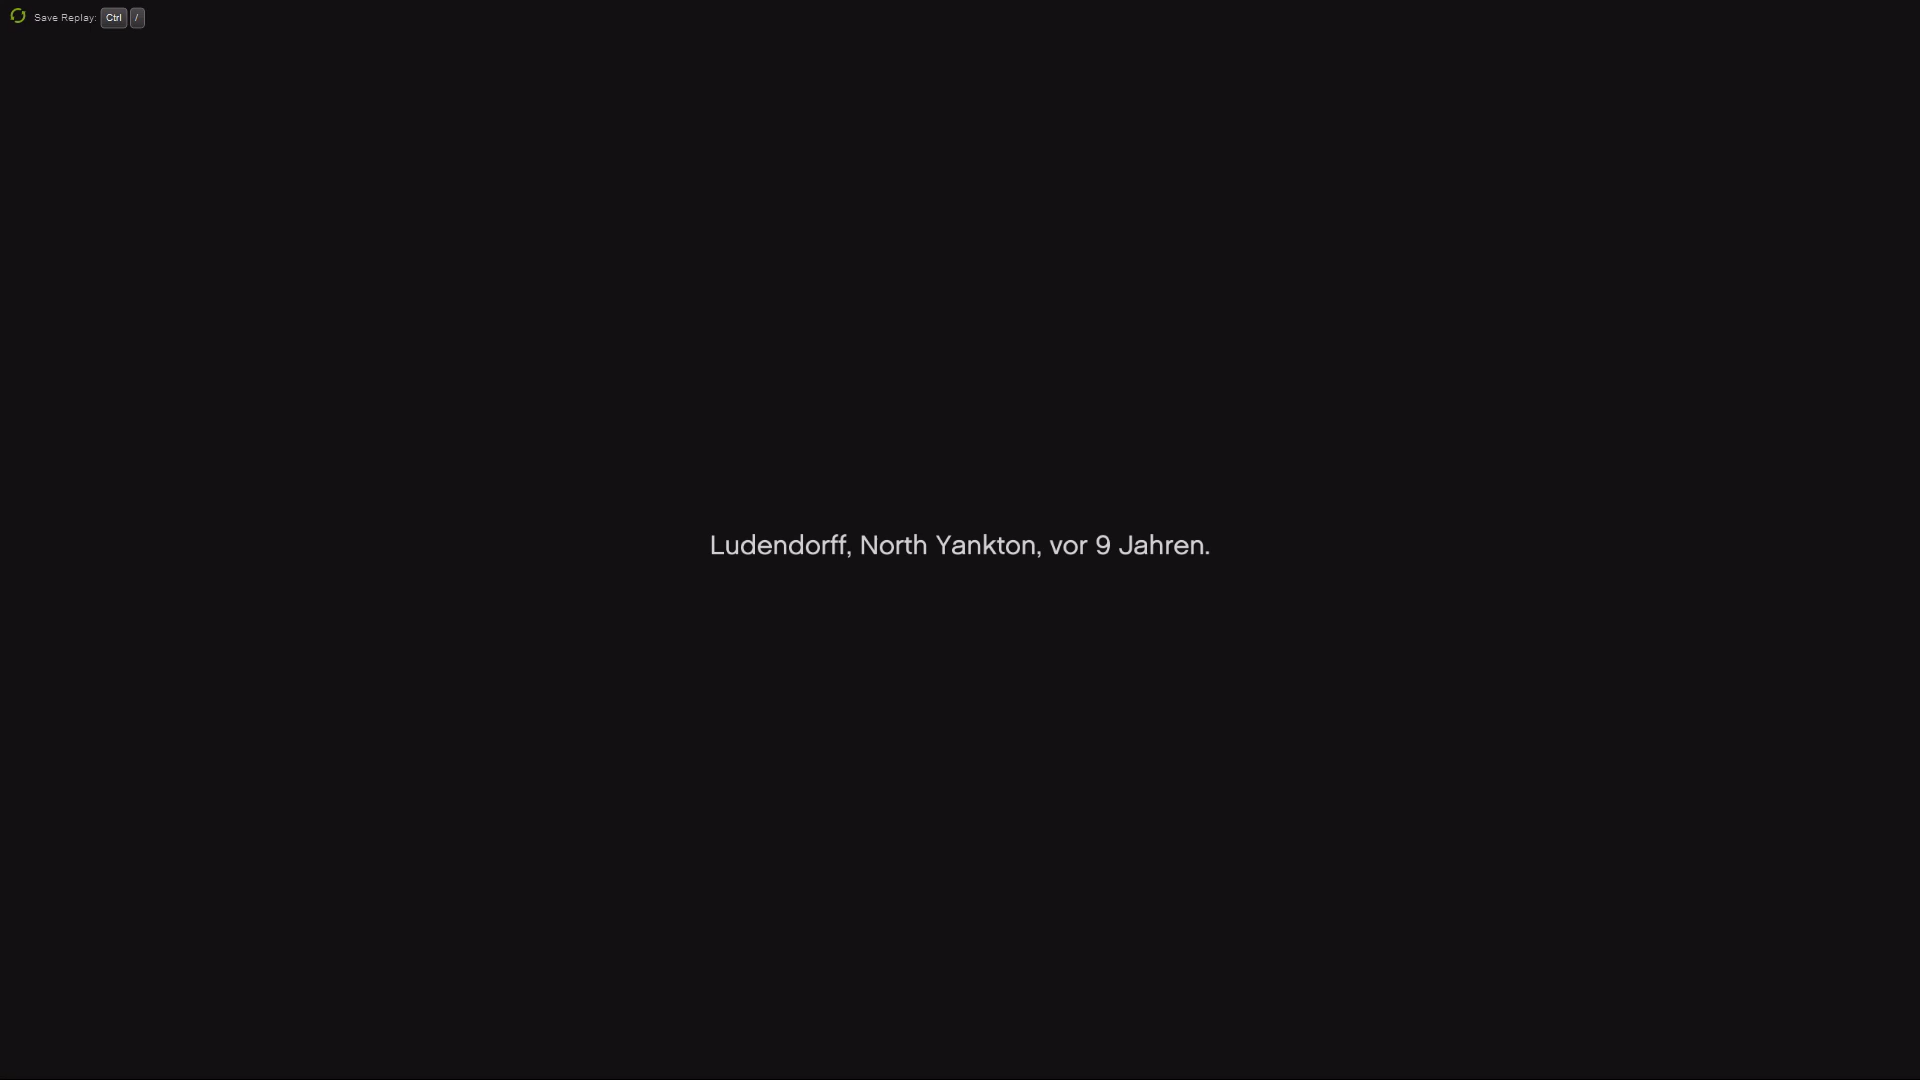 Save Replay: Ctrl /
Ludendorff, North Yankton, vor 9 Jahren.